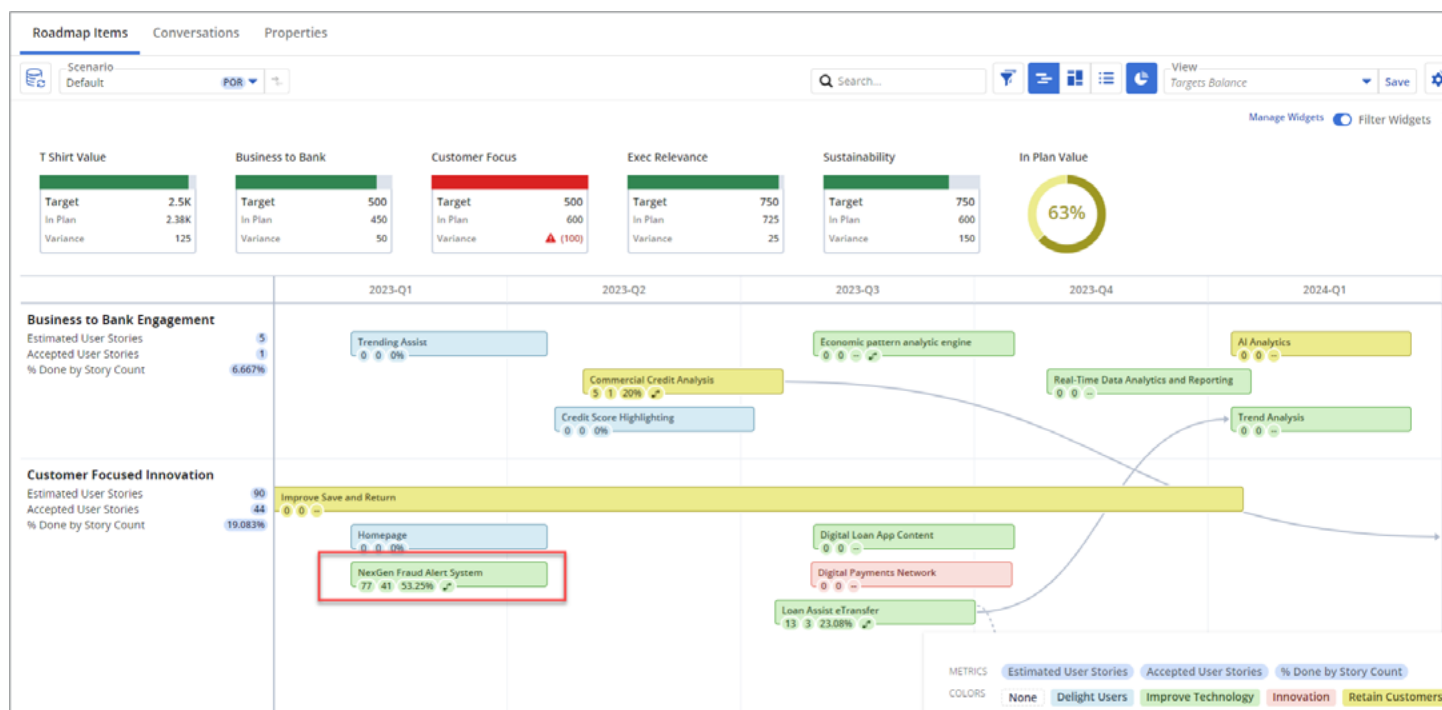 Roadmap Items Conversations Properties
Scenario
Default POR
Search...
View
Targets Balance
Save
Manage Widgets Filter Widgets
T Shirt Value Business to Bank Customer Focus Exec Relevance Sustainability In Plan Value
Target 2.5K Target 500 Target 500 Target 750 Target 750
In Plan 2.38K In Plan 450 In Plan 600 In Plan 725 In Plan 600
Variance 125 Variance 50 Variance (100) Variance 25 Variance 150
63%
2023-Q1 2023-Q2 2023-Q3 2023-Q4 2024-Q1
Business to Bank Engagement
Estimated User Stories 5
Accepted User Stories 1
% Done by Story Count 6.667%
Trending Assist
0 0 0%
Economic pattern analytic engine
0 0 –
AI Analytics
0 0 –
Commercial Credit Analysis
5 1 20%
Real-Time Data Analytics and Reporting
0 0 –
Credit Score Highlighting
0 0 0%
Trend Analysis
0 0 –
Customer Focused Innovation
Estimated User Stories 90
Accepted User Stories 44
% Done by Story Count 19.083%
Improve Save and Return
0 0 –
Homepage
0 0 0%
Digital Loan App Content
0 0 –
NexGen Fraud Alert System
77 41 53.25%
Digital Payments Network
0 0 –
Loan Assist eTransfer
13 3 23.08%
METRICS Estimated User Stories Accepted User Stories % Done by Story Count
COLORS None Delight Users Improve Technology Innovation Retain Customers